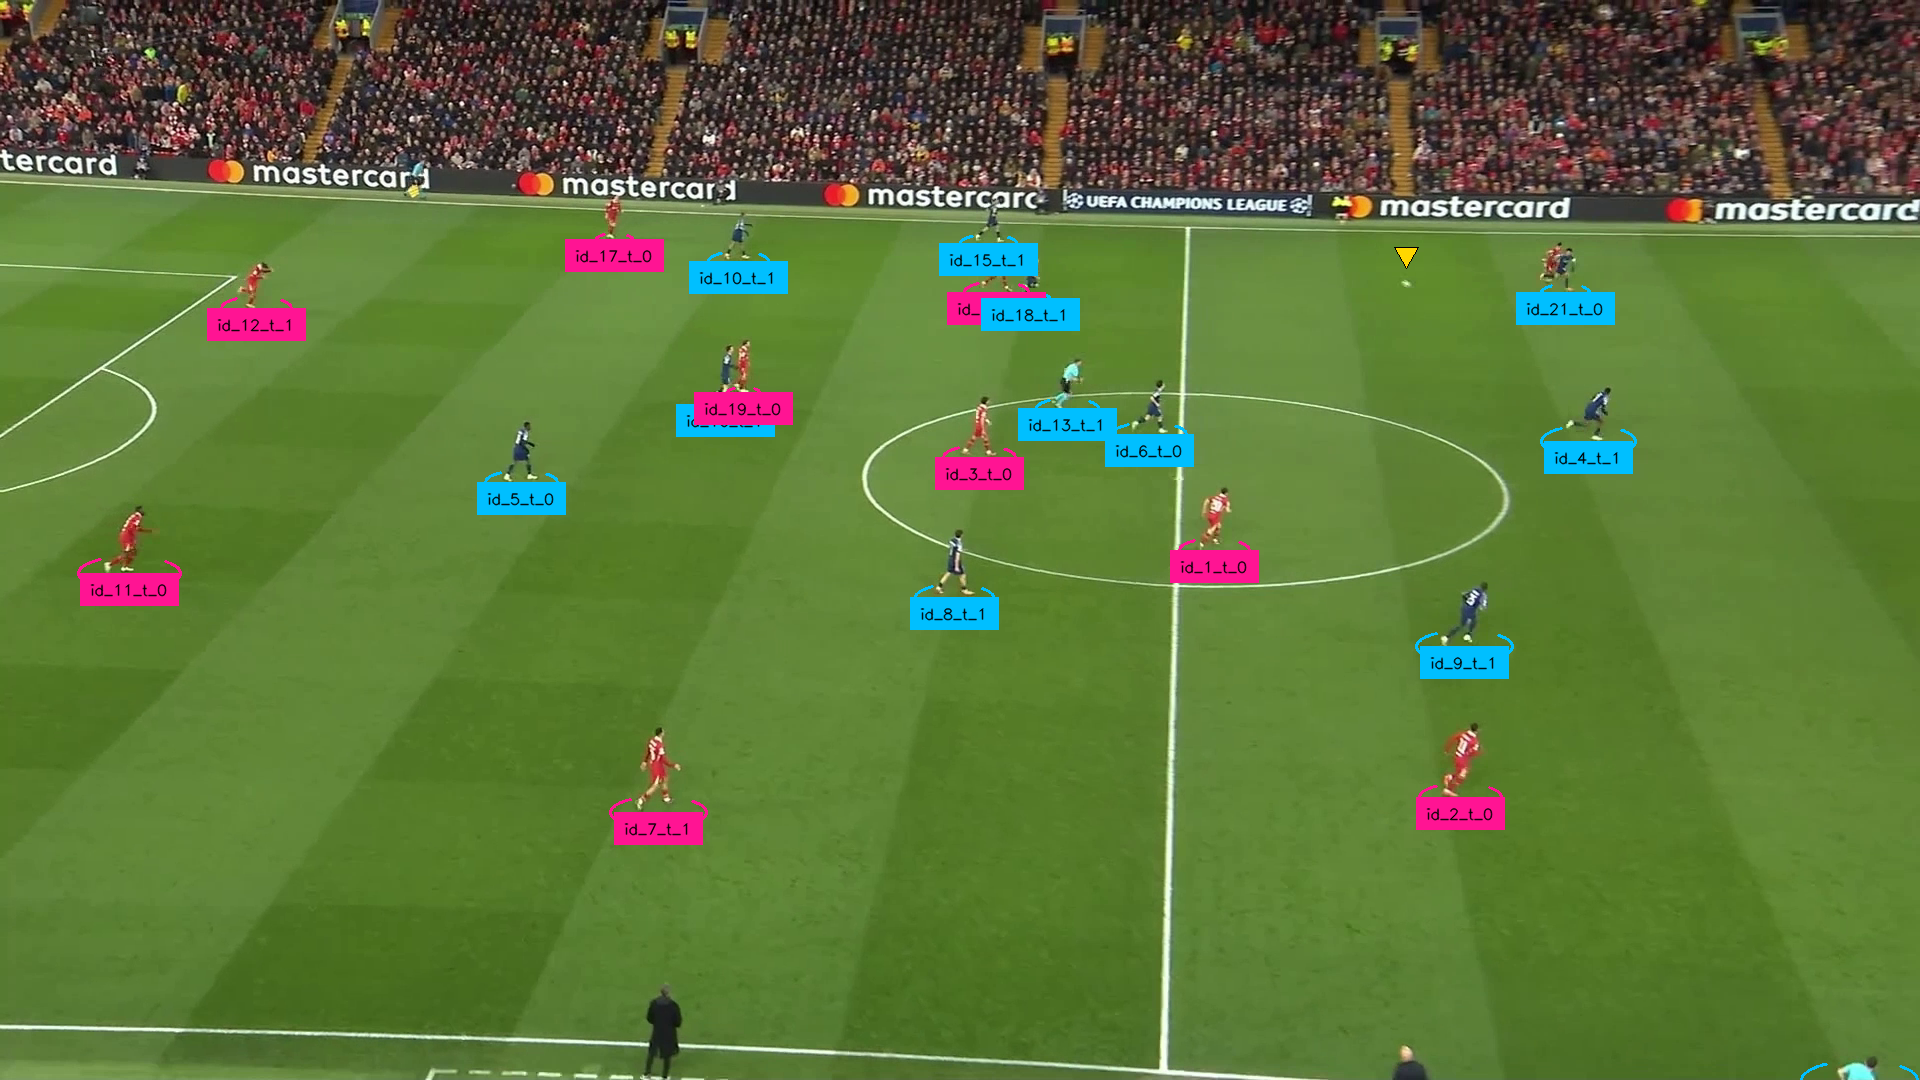 tercard
mastercard
mastercard
mastercard
UEFA CHAMPIONS LEAGUE
mastercard
mastercard
id_17_t_0
id_10_t_1
id_15_t_1
id_12_t_1
id_
id_18_t_1
id_21_t_0
id_19_t_0
id_13_t_1
id_6_t_0
id_3_t_0
id_4_t_1
id_5_t_0
id_11_t_0
id_1_t_0
id_8_t_1
id_9_t_1
id_7_t_1
id_2_t_0